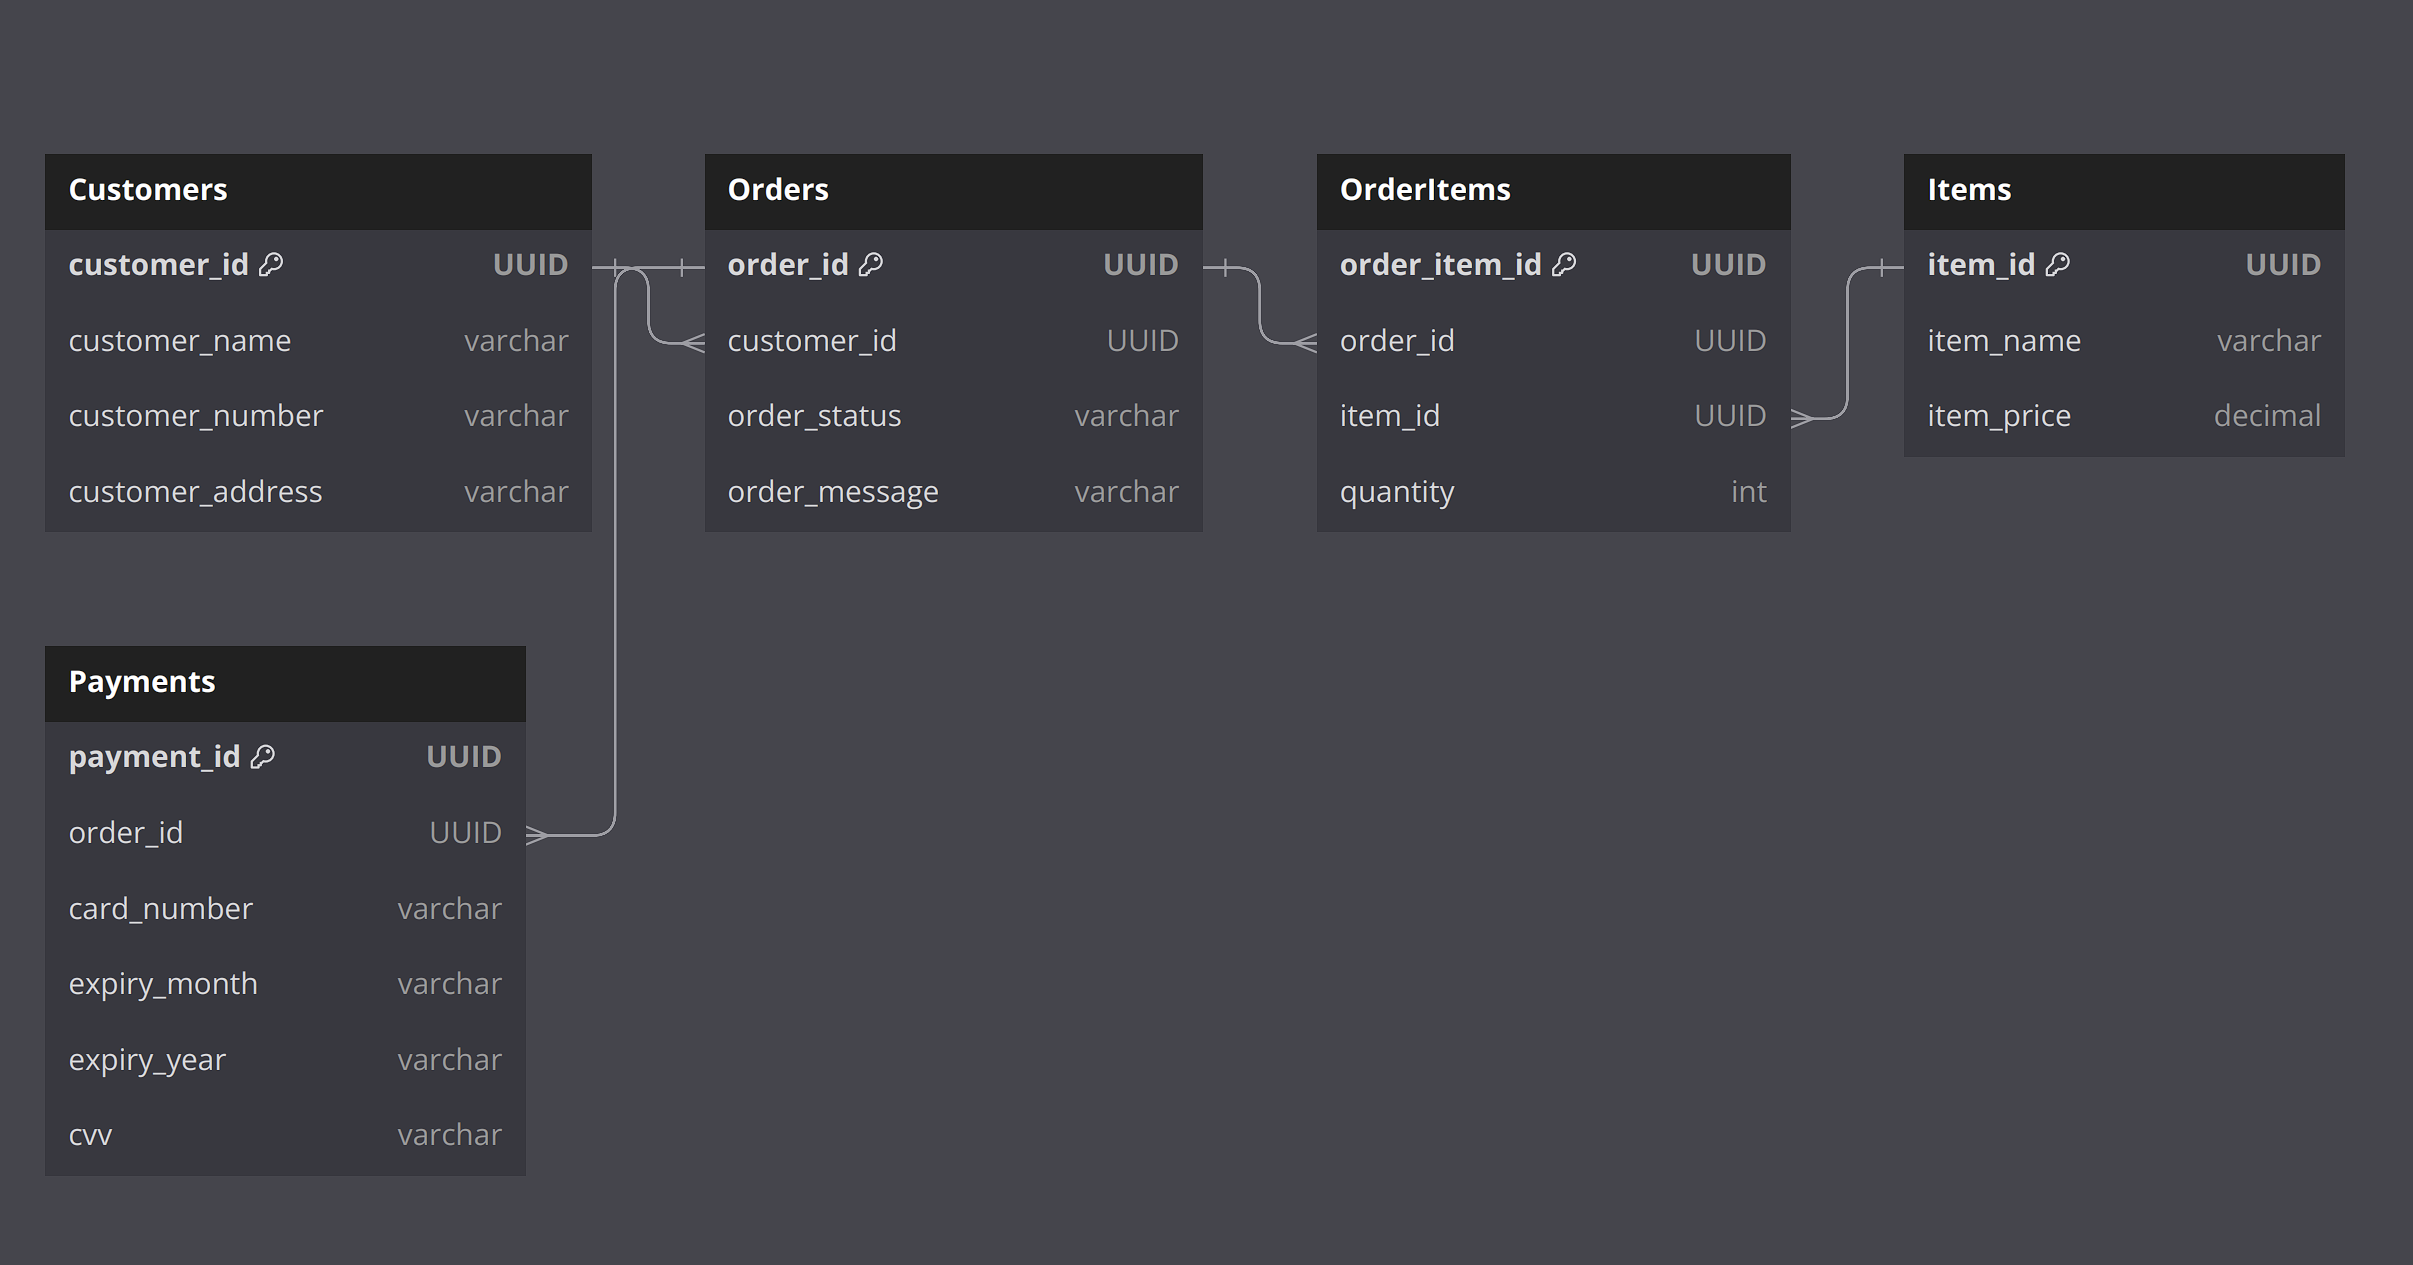 Customers
customer_id UUID
customer_name varchar
customer_number varchar
customer_address varchar
Orders
order_id UUID
customer_id UUID
order_status varchar
order_message varchar
OrderItems
order_item_id UUID
order_id UUID
item_id UUID
quantity int
Items
item_id UUID
item_name varchar
item_price decimal
Payments
payment_id UUID
order_id UUID
card_number varchar
expiry_month varchar
expiry_year varchar
cvv varchar